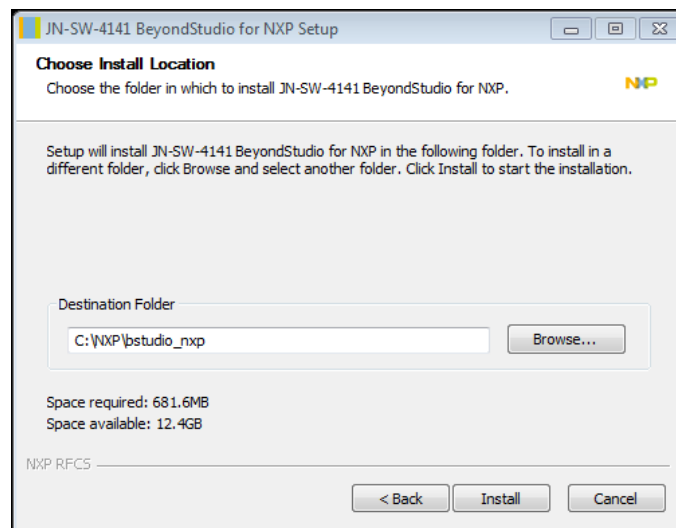 JN-SW-4141 BeyondStudio for NXP Setup
Choose Install Location
Choose the folder in which to install JN-SW-4141 BeyondStudio for NXP.
NXP
Setup will install JN-SW-4141 BeyondStudio for NXP in the following folder. To install in a
different folder, click Browse and select another folder. Click Install to start the installation.
Destination Folder
C:\NXP\bstudio_nxp
Browse...
Space required: 681.6MB
Space available: 12.4GB
NXP RFCS
< Back
Install
Cancel